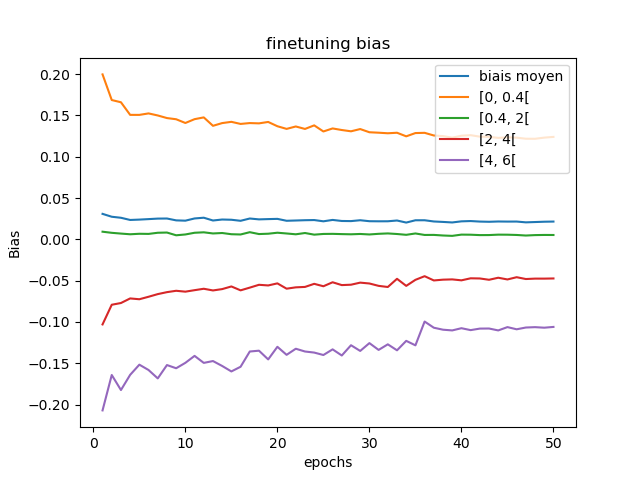 finetuning bias
biais moyen
[0, 0.4[
[0.4, 2[
[2, 4[
[4, 6[
Bias
0.20
0.15
0.10
0.05
0.00
−0.05
−0.10
−0.15
−0.20
0 10 20 30 40 50
epochs